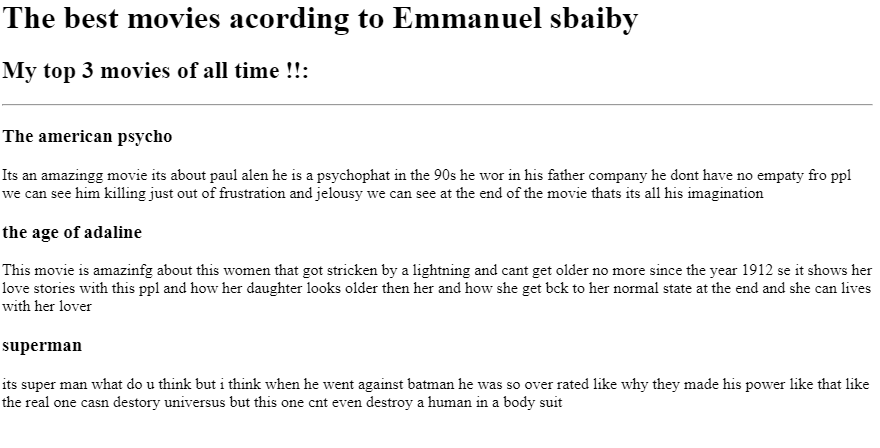 The best movies acording to Emmanuel sbaiby
My top 3 movies of all time !!:
The american psycho
Its an amazingg movie its about paul alen he is a psychophat in the 90s he wor in his father company he dont have no empaty fro ppl
we can see him killing just out of frustration and jelousy we can see at the end of the movie thats its all his imagination
the age of adaline
This movie is amazinfg about this women that got stricken by a lightning and cant get older no more since the year 1912 se it shows her
love stories with this ppl and how her daughter looks older then her and how she get bck to her normal state at the end and she can lives
with her lover
superman
its super man what do u think but i think when he went against batman he was so over rated like why they made his power like that like
the real one casn destory universus but this one cnt even destroy a human in a body suit